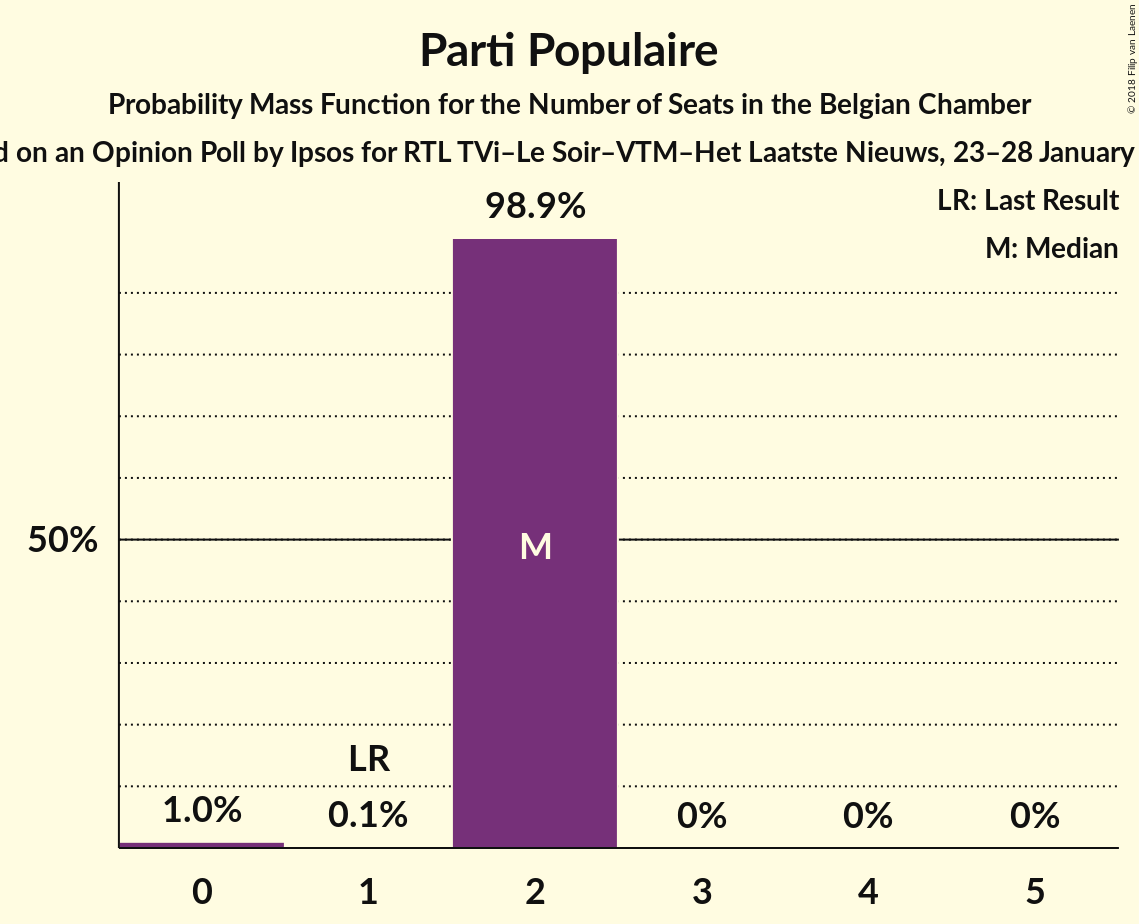 Parti Populaire
Probability Mass Function for the Number of Seats in the Belgian Chamber
on an Opinion Poll by Ipsos for RTL TVi–Le Soir–VTM–Het Laatste Nieuws, 23–28 January
© 2018 Filip van Laenen
LR: Last Result
M: Median
98.9%
50%
M
LR
1.0%
0.1%
0%
0%
0%
0
1
2
3
4
5